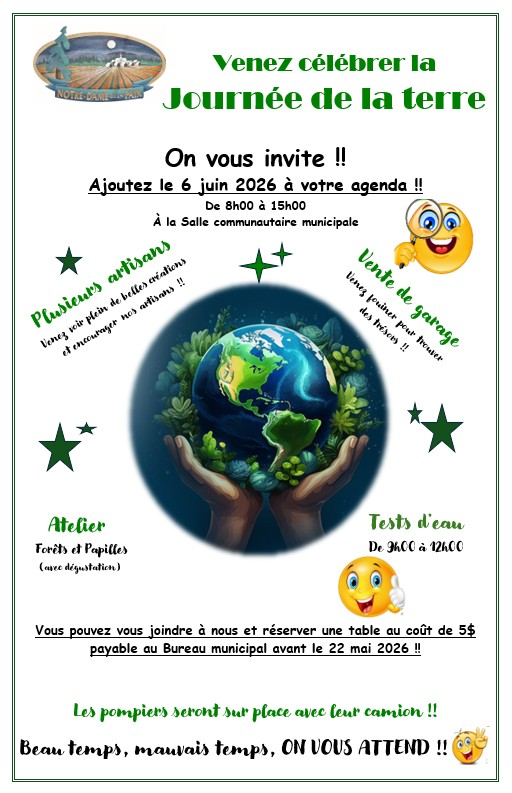 NOTRE-DAME
Venez célébrer la
Journée de la terre
On vous invite !!
Ajoutez le 6 juin 2026 à votre agenda !!
De 8h00 à 15h00
À la Salle communautaire municipale
Plusieurs artisans
Venez voir plein de belles créations
et encourager nos artisans !!
Vente de garage
Venez fouiner pour trouver
des trésors !!
Atelier
Forêts et Papilles
(avec dégustation)
Tests d'eau
De 9h00 à 12h00
Vous pouvez vous joindre à nous et réserver une table au coût de 5$
payable au Bureau municipal avant le 22 mai 2026 !!
Les pompiers seront sur place avec leur camion !!
Beau temps, mauvais temps, ON VOUS ATTEND !!